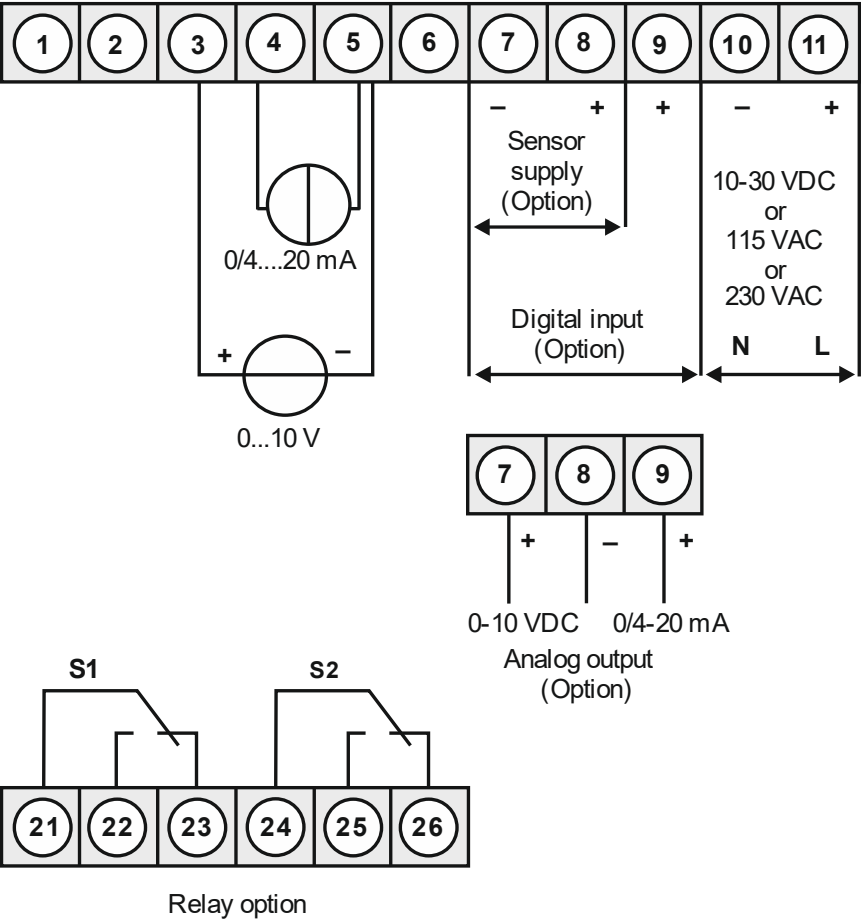 1 2 3 4 5 6 7 8 9 10 11
– + + – +
Sensor
supply
(Option)
10-30 VDC
or
115 VAC
or
230 VAC
N L
0/4....20 mA
Digital input
(Option)
+ –
0...10 V
7 8 9
+ – +
0-10 VDC 0/4-20 mA
Analog output
(Option)
S1 S2
21 22 23 24 25 26
Relay option